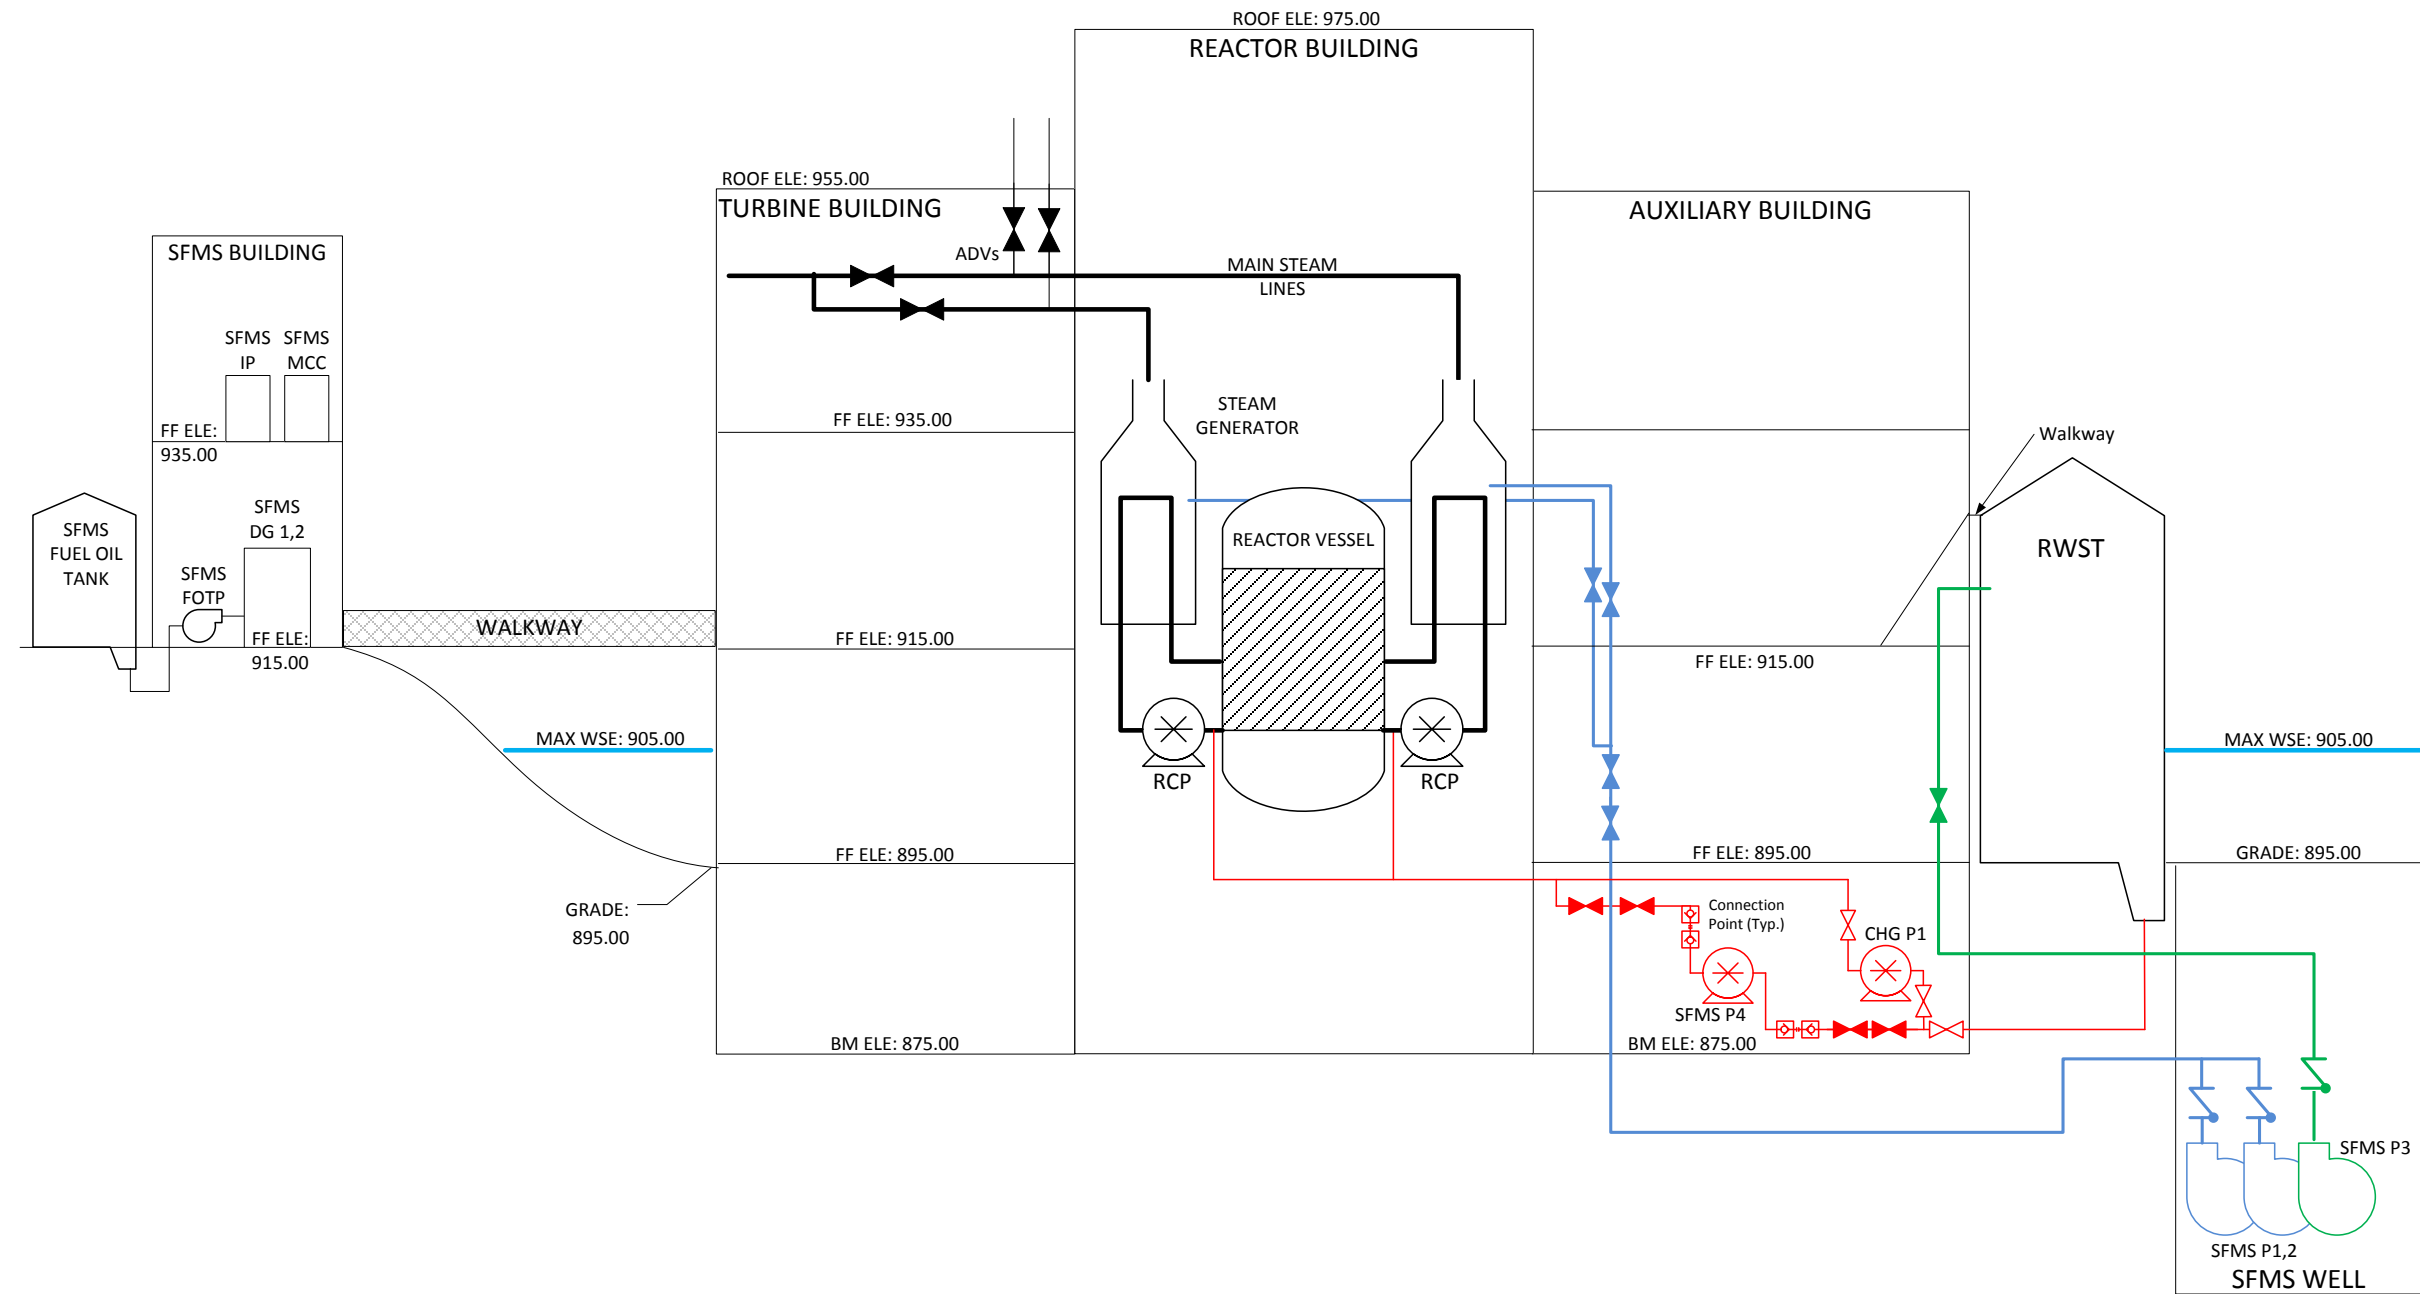 ROOF ELE: 975.00
REACTOR BUILDING
ROOF ELE: 955.00
TURBINE BUILDING
AUXILIARY BUILDING
SFMS BUILDING
ADVs
MAIN STEAM
LINES
SFMS
IP
SFMS
MCC
FF ELE:
935.00
FF ELE: 935.00
STEAM
GENERATOR
Walkway
SFMS
FUEL OIL
TANK
SFMS
DG 1,2
SFMS
FOTP
REACTOR VESSEL
RWST
WALKWAY
FF ELE:
915.00
FF ELE: 915.00
FF ELE: 915.00
MAX WSE: 905.00
MAX WSE: 905.00
RCP
RCP
FF ELE: 895.00
FF ELE: 895.00
GRADE: 895.00
GRADE:
895.00
Connection
Point (Typ.)
CHG P1
SFMS P4
BM ELE: 875.00
BM ELE: 875.00
SFMS P3
SFMS P1,2
SFMS WELL